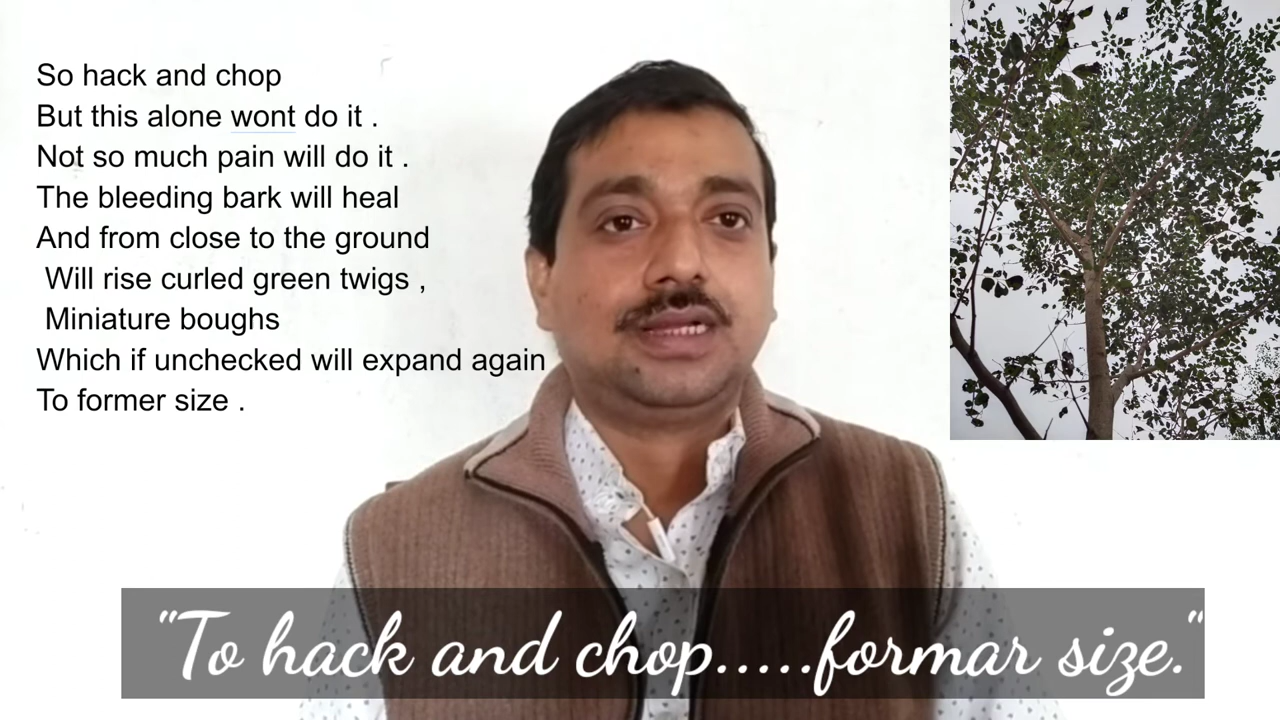 So hack and chop
But this alone wont do it .
Not so much pain will do it .
The bleeding bark will heal
And from close to the ground
Will rise curled green twigs ,
Miniature boughs
Which if unchecked will expand again
To former size .
"To hack and chop.....formar size."